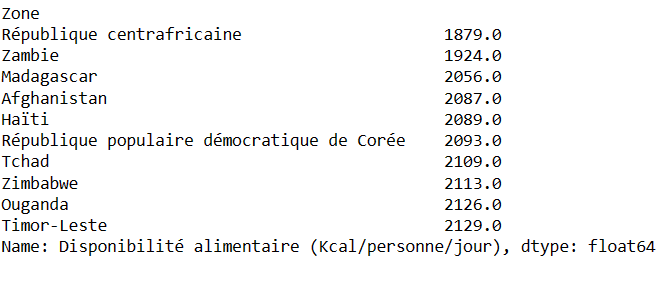 Zone
République centrafricaine 1879.0
Zambie 1924.0
Madagascar 2056.0
Afghanistan 2087.0
Haïti 2089.0
République populaire démocratique de Corée 2093.0
Tchad 2109.0
Zimbabwe 2113.0
Ouganda 2126.0
Timor-Leste 2129.0
Name: Disponibilité alimentaire (Kcal/personne/jour), dtype: float64